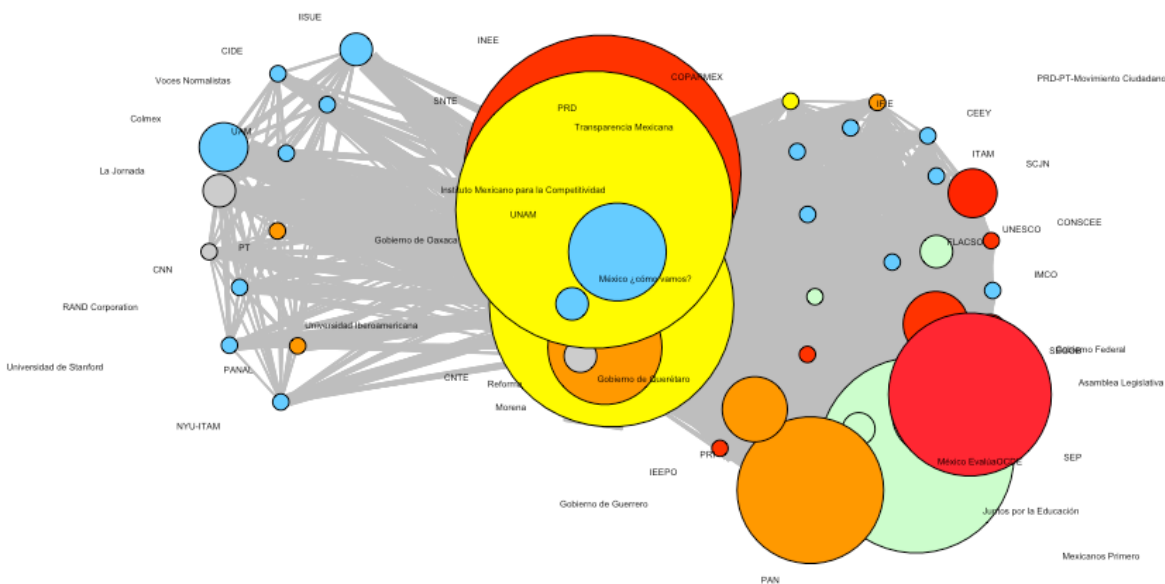 IISUE
INEE
CIDE
COPARMEX
PRD-PT-Movimiento Ciudadano
Voces Normalistas
SNTE
PRD
CEEY
Colmex
UAM
Transparencia Mexicana
ITAM
SCJN
La Jornada
Instituto Mexicano para la Competitividad
UNAM
CONSCEE
UNESCO
Gobierno de Oaxaca
FLACSO
PT
CNN
IMCO
México ¿cómo vamos?
RAND Corporation
Universidad Iberoamericana
Gobierno Federal
Universidad de Stanford
PANAL
CNTE
Reforma
Gobierno de Querétaro
Asamblea Legislativa
Morena
NYU-ITAM
SEP
México Evalúa
OCDE
IEEPO
Gobierno de Guerrero
Juntos por la Educación
Mexicanos Primero
PAN